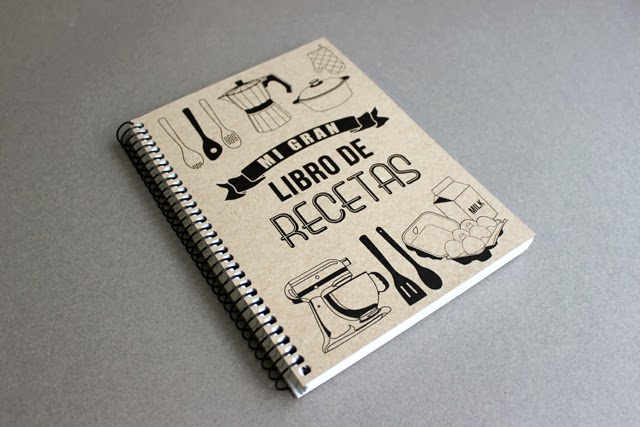 MI GRAN
LIBRO DE
RECETAS
MILK